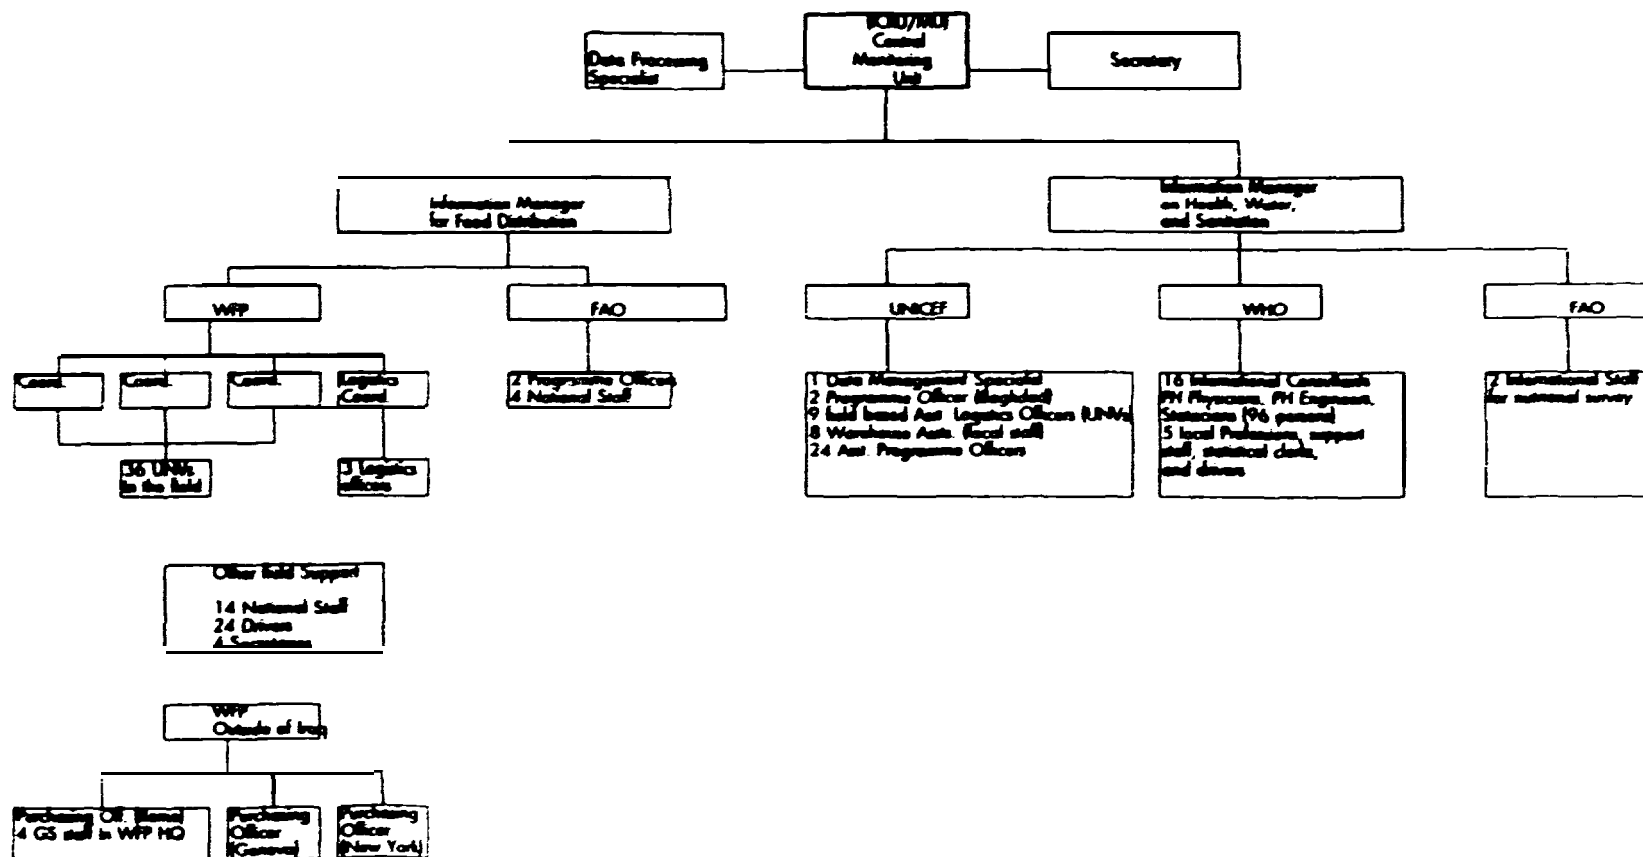 Central
Monitoring
Unit
Data Processing
Specialist
Secretary
Information Manager
for Food Distribution
Information Manager
on Health, Water,
and Sanitation
WFP
FAO
UNICEF
WHO
FAO
Coord.
Coord.
Coord.
Logistics
Coord.
2 Programme Officers
4 National Staff
1 Data Management Specialist
2 Programme Officer (Baghdad)
9 field based Asst. Logistics Officers (UNVs)
8 Warehouse Assts. (local staff)
24 Asst. Programme Officers
16 International Consultants
PH Physicians, PH Engineers,
(96 persons)
5 local support
staff, statistical clerks,
and drivers
2 International Staff
for nutritional survey
36 UNVs
in the field
3 Logistics
officers
Other field Support
14 National Staff
24 Drivers
4 Secretaries
WFP
Outside of Iraq
Purchasing Off. (Rome)
4 GS staff in WFP HQ
Purchasing
Officer
(Geneva)
Purchasing
Officer
(New York)